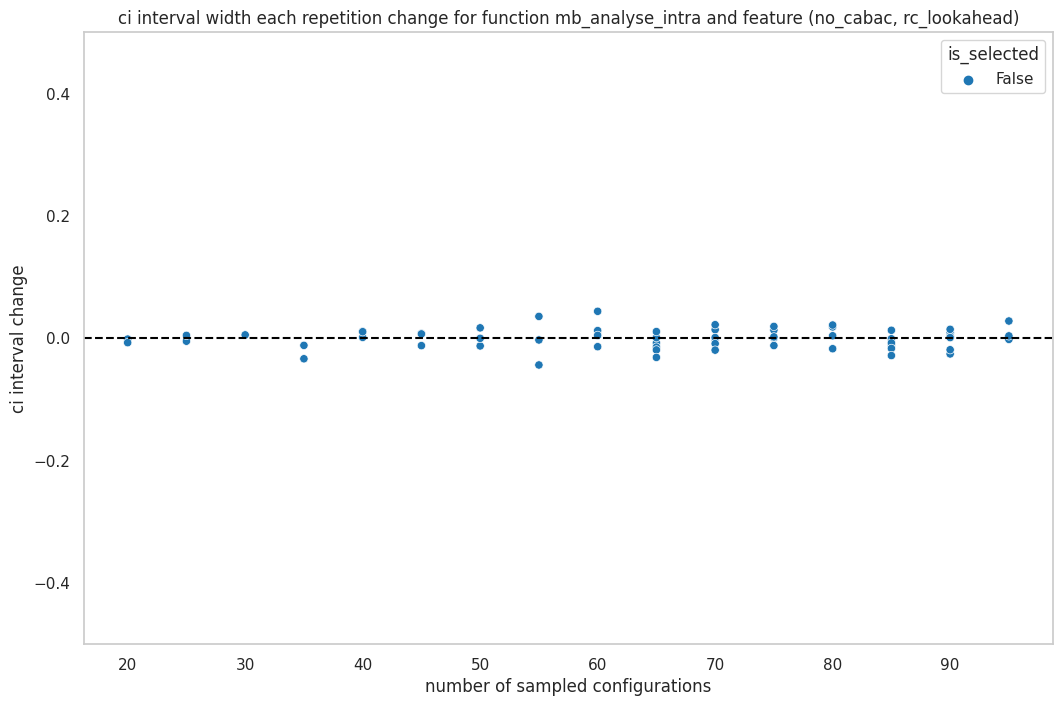 ci interval width each repetition change for function mb_analyse_intra and feature (no_cabac, rc_lookahead)
is_selected
False
0.4
0.2
0.0
−0.2
−0.4
ci interval change
20 30 40 50 60 70 80 90
number of sampled configurations